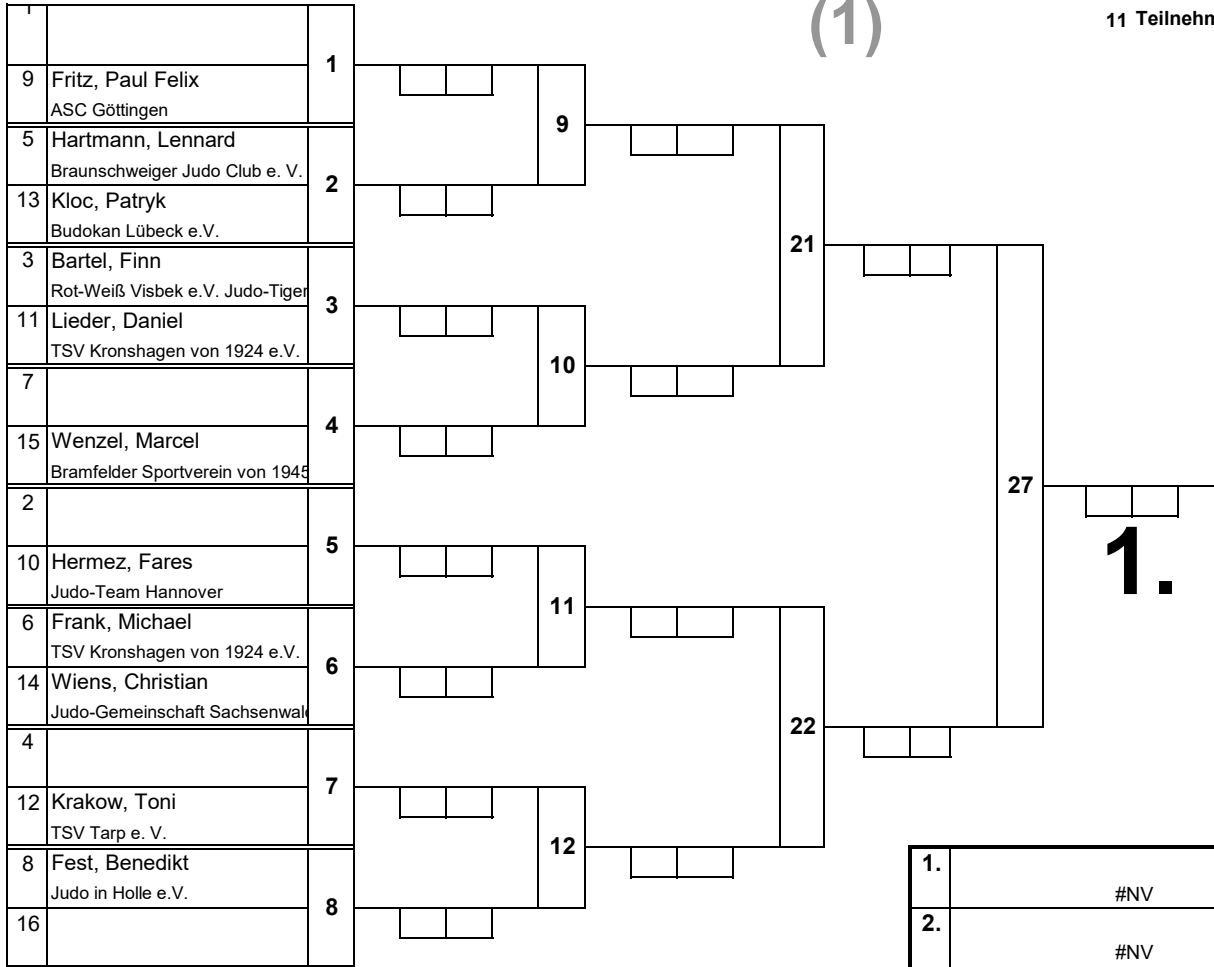 (1)
11 Teilnehm
1
1
9 Fritz, Paul Felix
ASC Göttingen
9
5 Hartmann, Lennard
Braunschweiger Judo Club e. V.
2
13 Kloc, Patryk
Budokan Lübeck e.V.
21
3 Bartel, Finn
Rot-Weiß Visbek e.V. Judo-Tiger
3
11 Lieder, Daniel
TSV Kronshagen von 1924 e.V.
10
7
4
15 Wenzel, Marcel
Bramfelder Sportverein von 1945
27
2
1.
5
10 Hermez, Fares
Judo-Team Hannover
11
6 Frank, Michael
TSV Kronshagen von 1924 e.V.
6
14 Wiens, Christian
Judo-Gemeinschaft Sachsenwald
22
4
7
12 Krakow, Toni
TSV Tarp e. V.
12
8 Fest, Benedikt
Judo in Holle e.V.
8
16
1.
#NV
2.
#NV